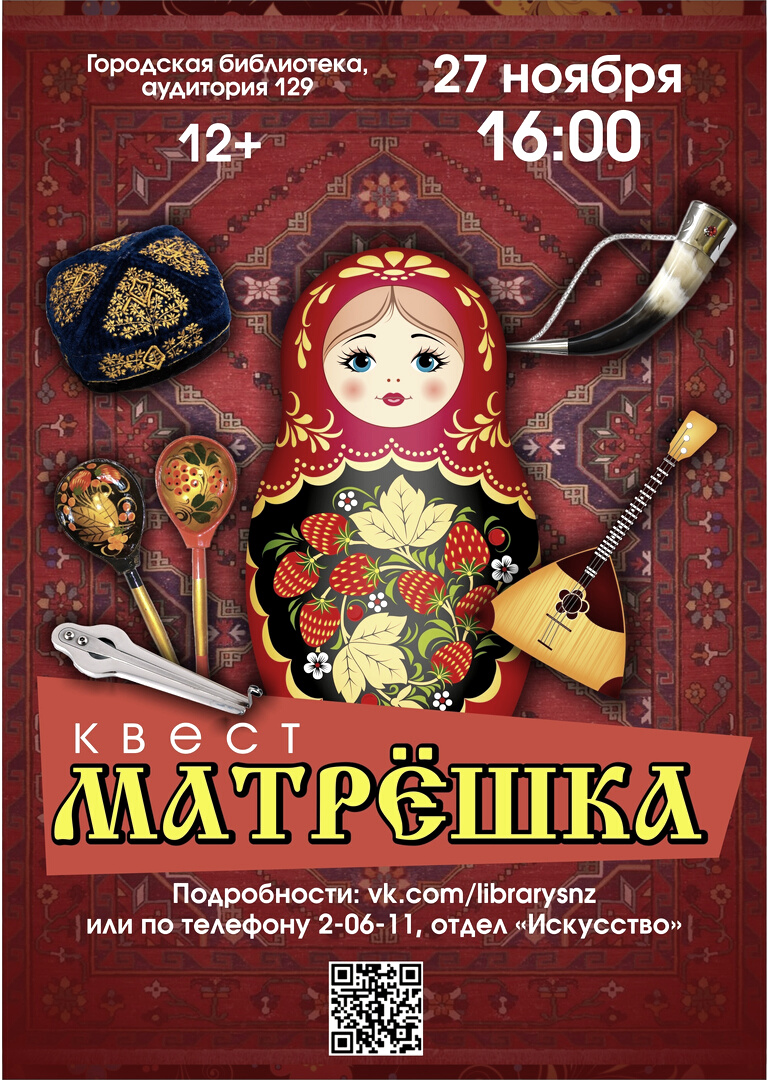 Городская библиотека,
аудитория 129
12+
27 ноября
16:00
квест
МАТРЁШКА
Подробности: vk.com/librarysnz
или по телефону 2-06-11, отдел «Искусство»